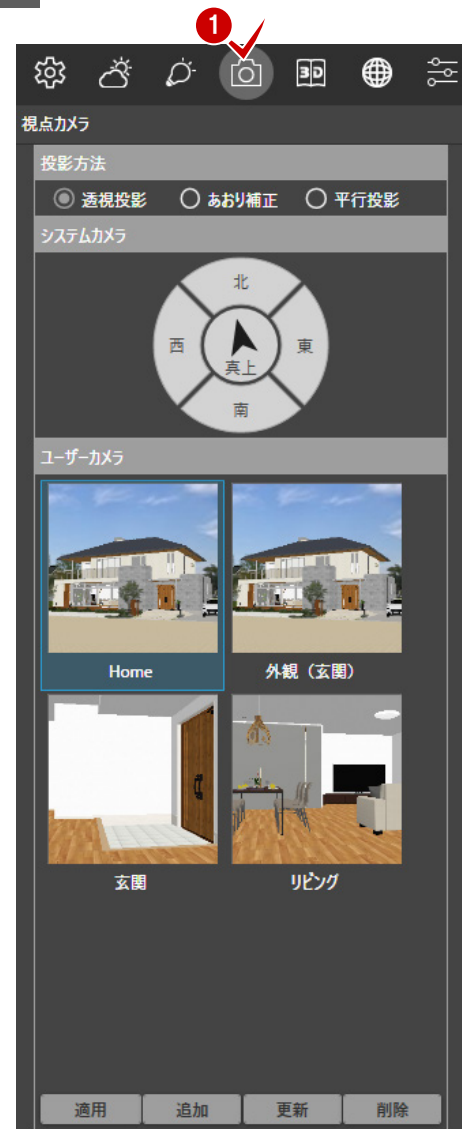 1
3D
視点カメラ
投影方法
透視投影 あおり補正 平行投影
システムカメラ
北
西 東
真上
南
ユーザーカメラ
Home 外観（玄関）
玄関 リビング
適用 追加 更新 削除